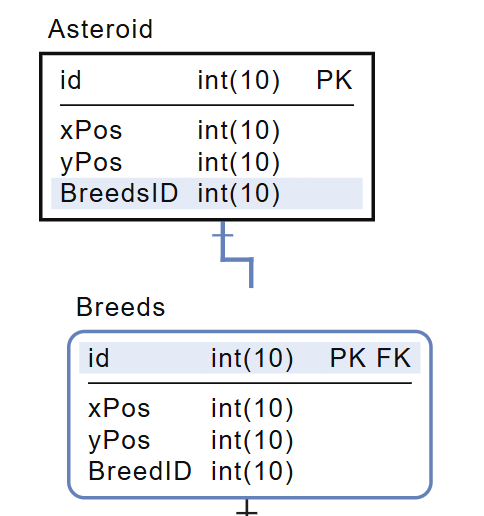 Asteroid
id int(10) PK
xPos int(10)
yPos int(10)
BreedsID int(10)
Breeds
id int(10) PK FK
xPos int(10)
yPos int(10)
BreedID int(10)